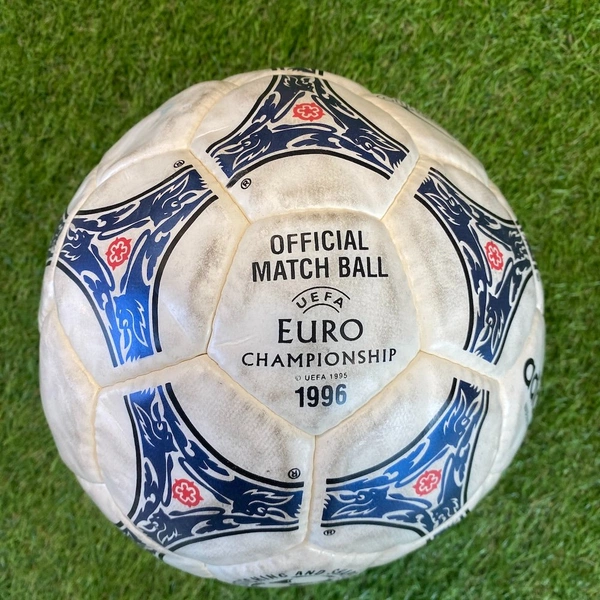 OFFICIAL
MATCH BALL
UEFA
EURO
CHAMPIONSHIP
© UEFA 1995
1996
®
®
®
®